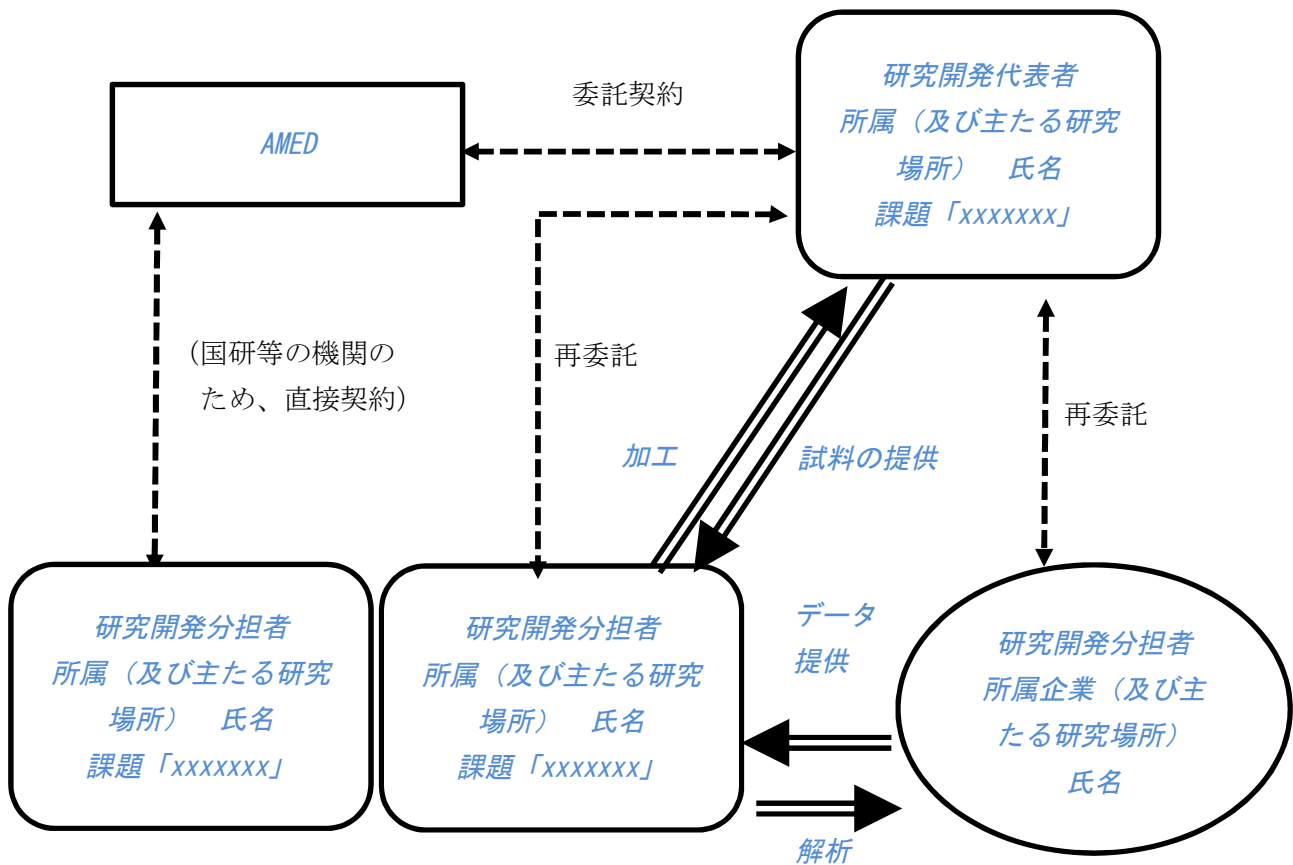 研究開発代表者
所属（及び主たる研究
場所）　氏名
課題「xxxxxxx」
委託契約
AMED
（国研等の機関の
ため、直接契約）
再委託
再委託
加工
試料の提供
研究開発分担者
所属（及び主たる研究
場所）　氏名
課題「xxxxxxx」
研究開発分担者
所属（及び主たる研究
場所）　氏名
課題「xxxxxxx」
データ
提供
研究開発分担者
所属企業（及び主
たる研究場所）
氏名
解析